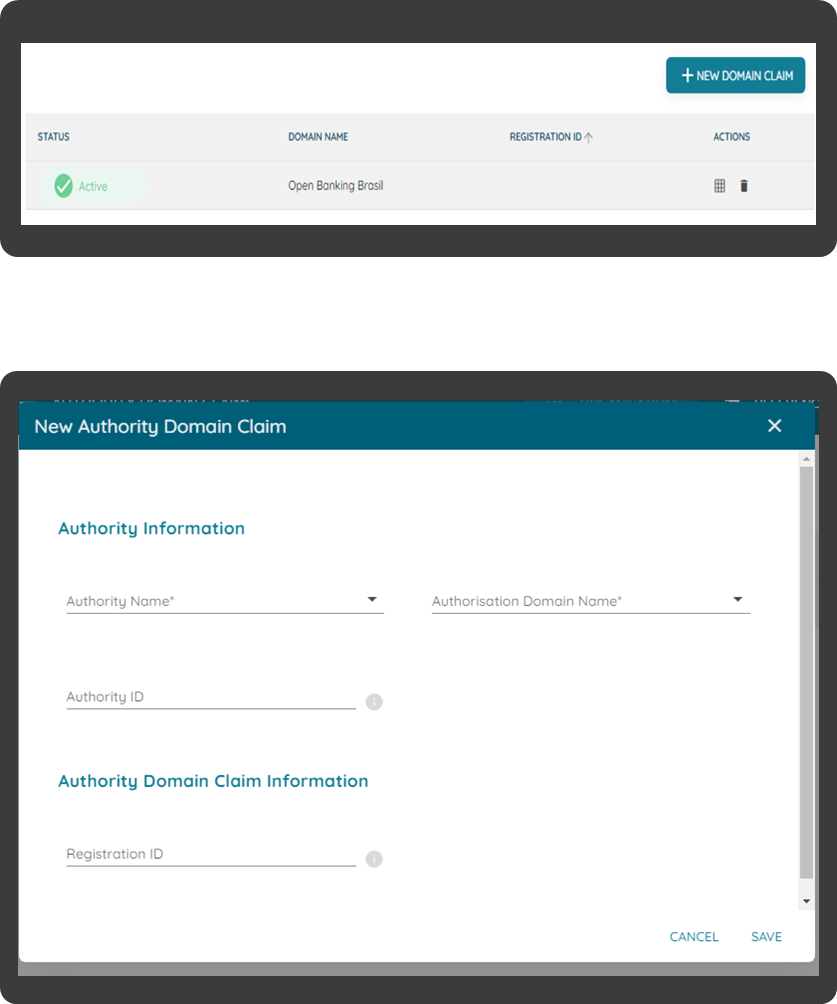 + NEW DOMAIN CLAIM
STATUS DOMAIN NAME REGISTRATION ID ↑ ACTIONS
Active Open Banking Brasil
New Authority Domain Claim
Authority Information
Authority Name* Authorisation Domain Name*
Authority ID
Authority Domain Claim Information
Registration ID
CANCEL SAVE